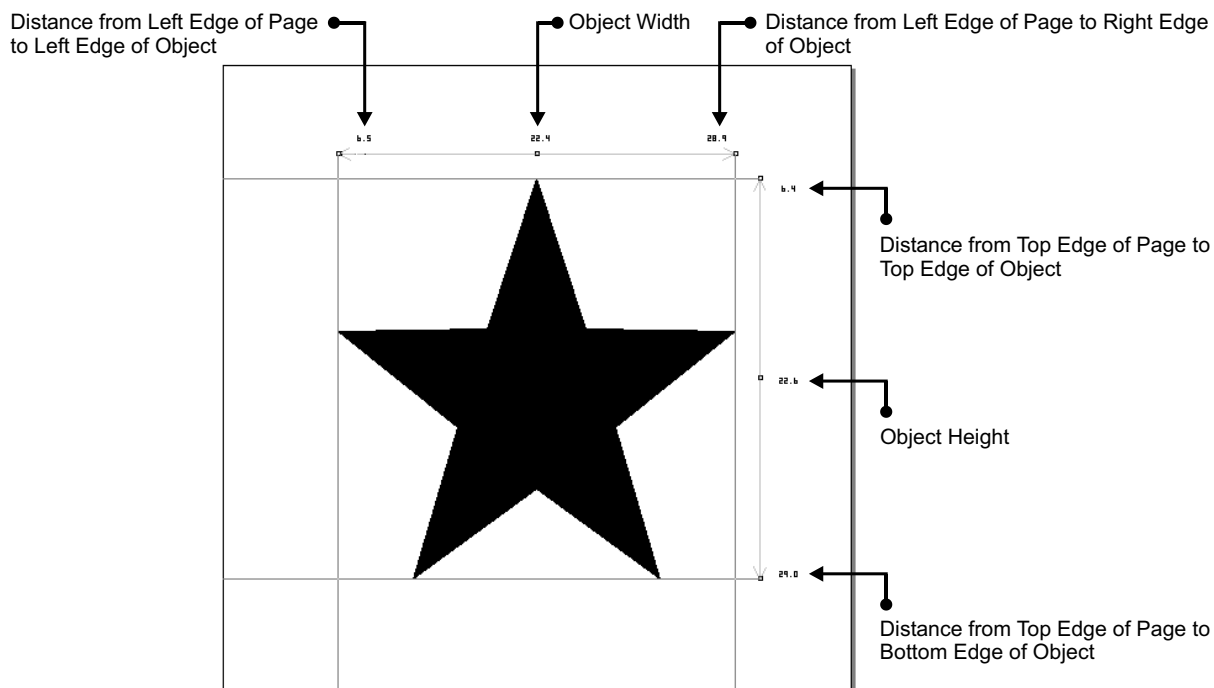 Distance from Left Edge of Page
to Left Edge of Object
Object Width
Distance from Left Edge of Page to Right Edge
of Object
6.5
22.4
28.9
6.4
Distance from Top Edge of Page to
Top Edge of Object
22.6
Object Height
29.0
Distance from Top Edge of Page to
Bottom Edge of Object